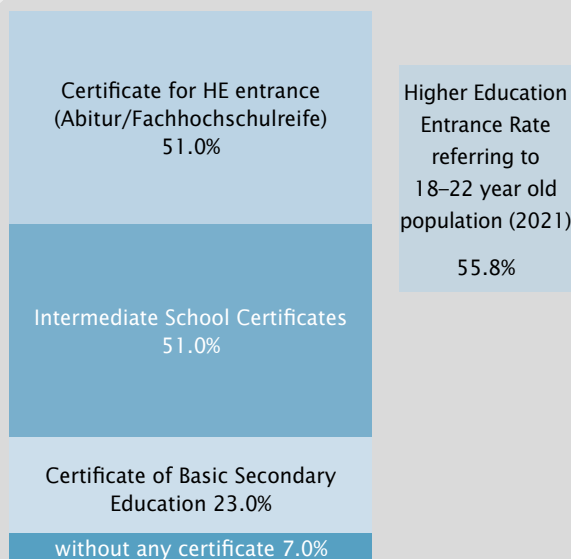 Certificate for HE entrance
(Abitur/Fachhochschulreife)
51.0%
Higher Education
Entrance Rate
referring to
18–22 year old
population (2021)
55.8%
Intermediate School Certificates
51.0%
Certificate of Basic Secondary
Education 23.0%
without any certificate 7.0%